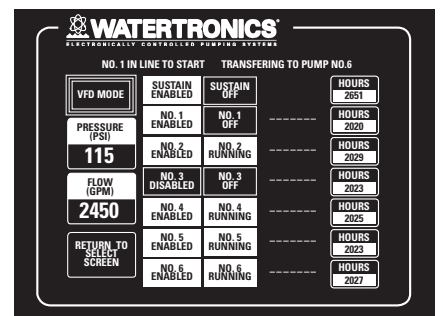 WATERTRONICS
ELECTRONICALLY CONTROLLED PUMPING SYSTEMS
NO. 1 IN LINE TO START TRANSFERING TO PUMP NO.6
VFD MODE
PRESSURE
(PSI)
115
FLOW
(GPM)
2450
RETURN TO
SELECT
SCREEN
SUSTAIN
ENABLED
SUSTAIN
OFF
HOURS
2651
NO. 1
ENABLED
NO. 1
OFF
-------
HOURS
2020
NO. 2
ENABLED
NO. 2
RUNNING
-------
HOURS
2029
NO. 3
DISABLED
NO. 3
OFF
-------
HOURS
2023
NO. 4
ENABLED
NO. 4
RUNNING
-------
HOURS
2025
NO. 5
ENABLED
NO. 5
RUNNING
-------
HOURS
2023
NO. 6
ENABLED
NO. 6
RUNNING
-------
HOURS
2027